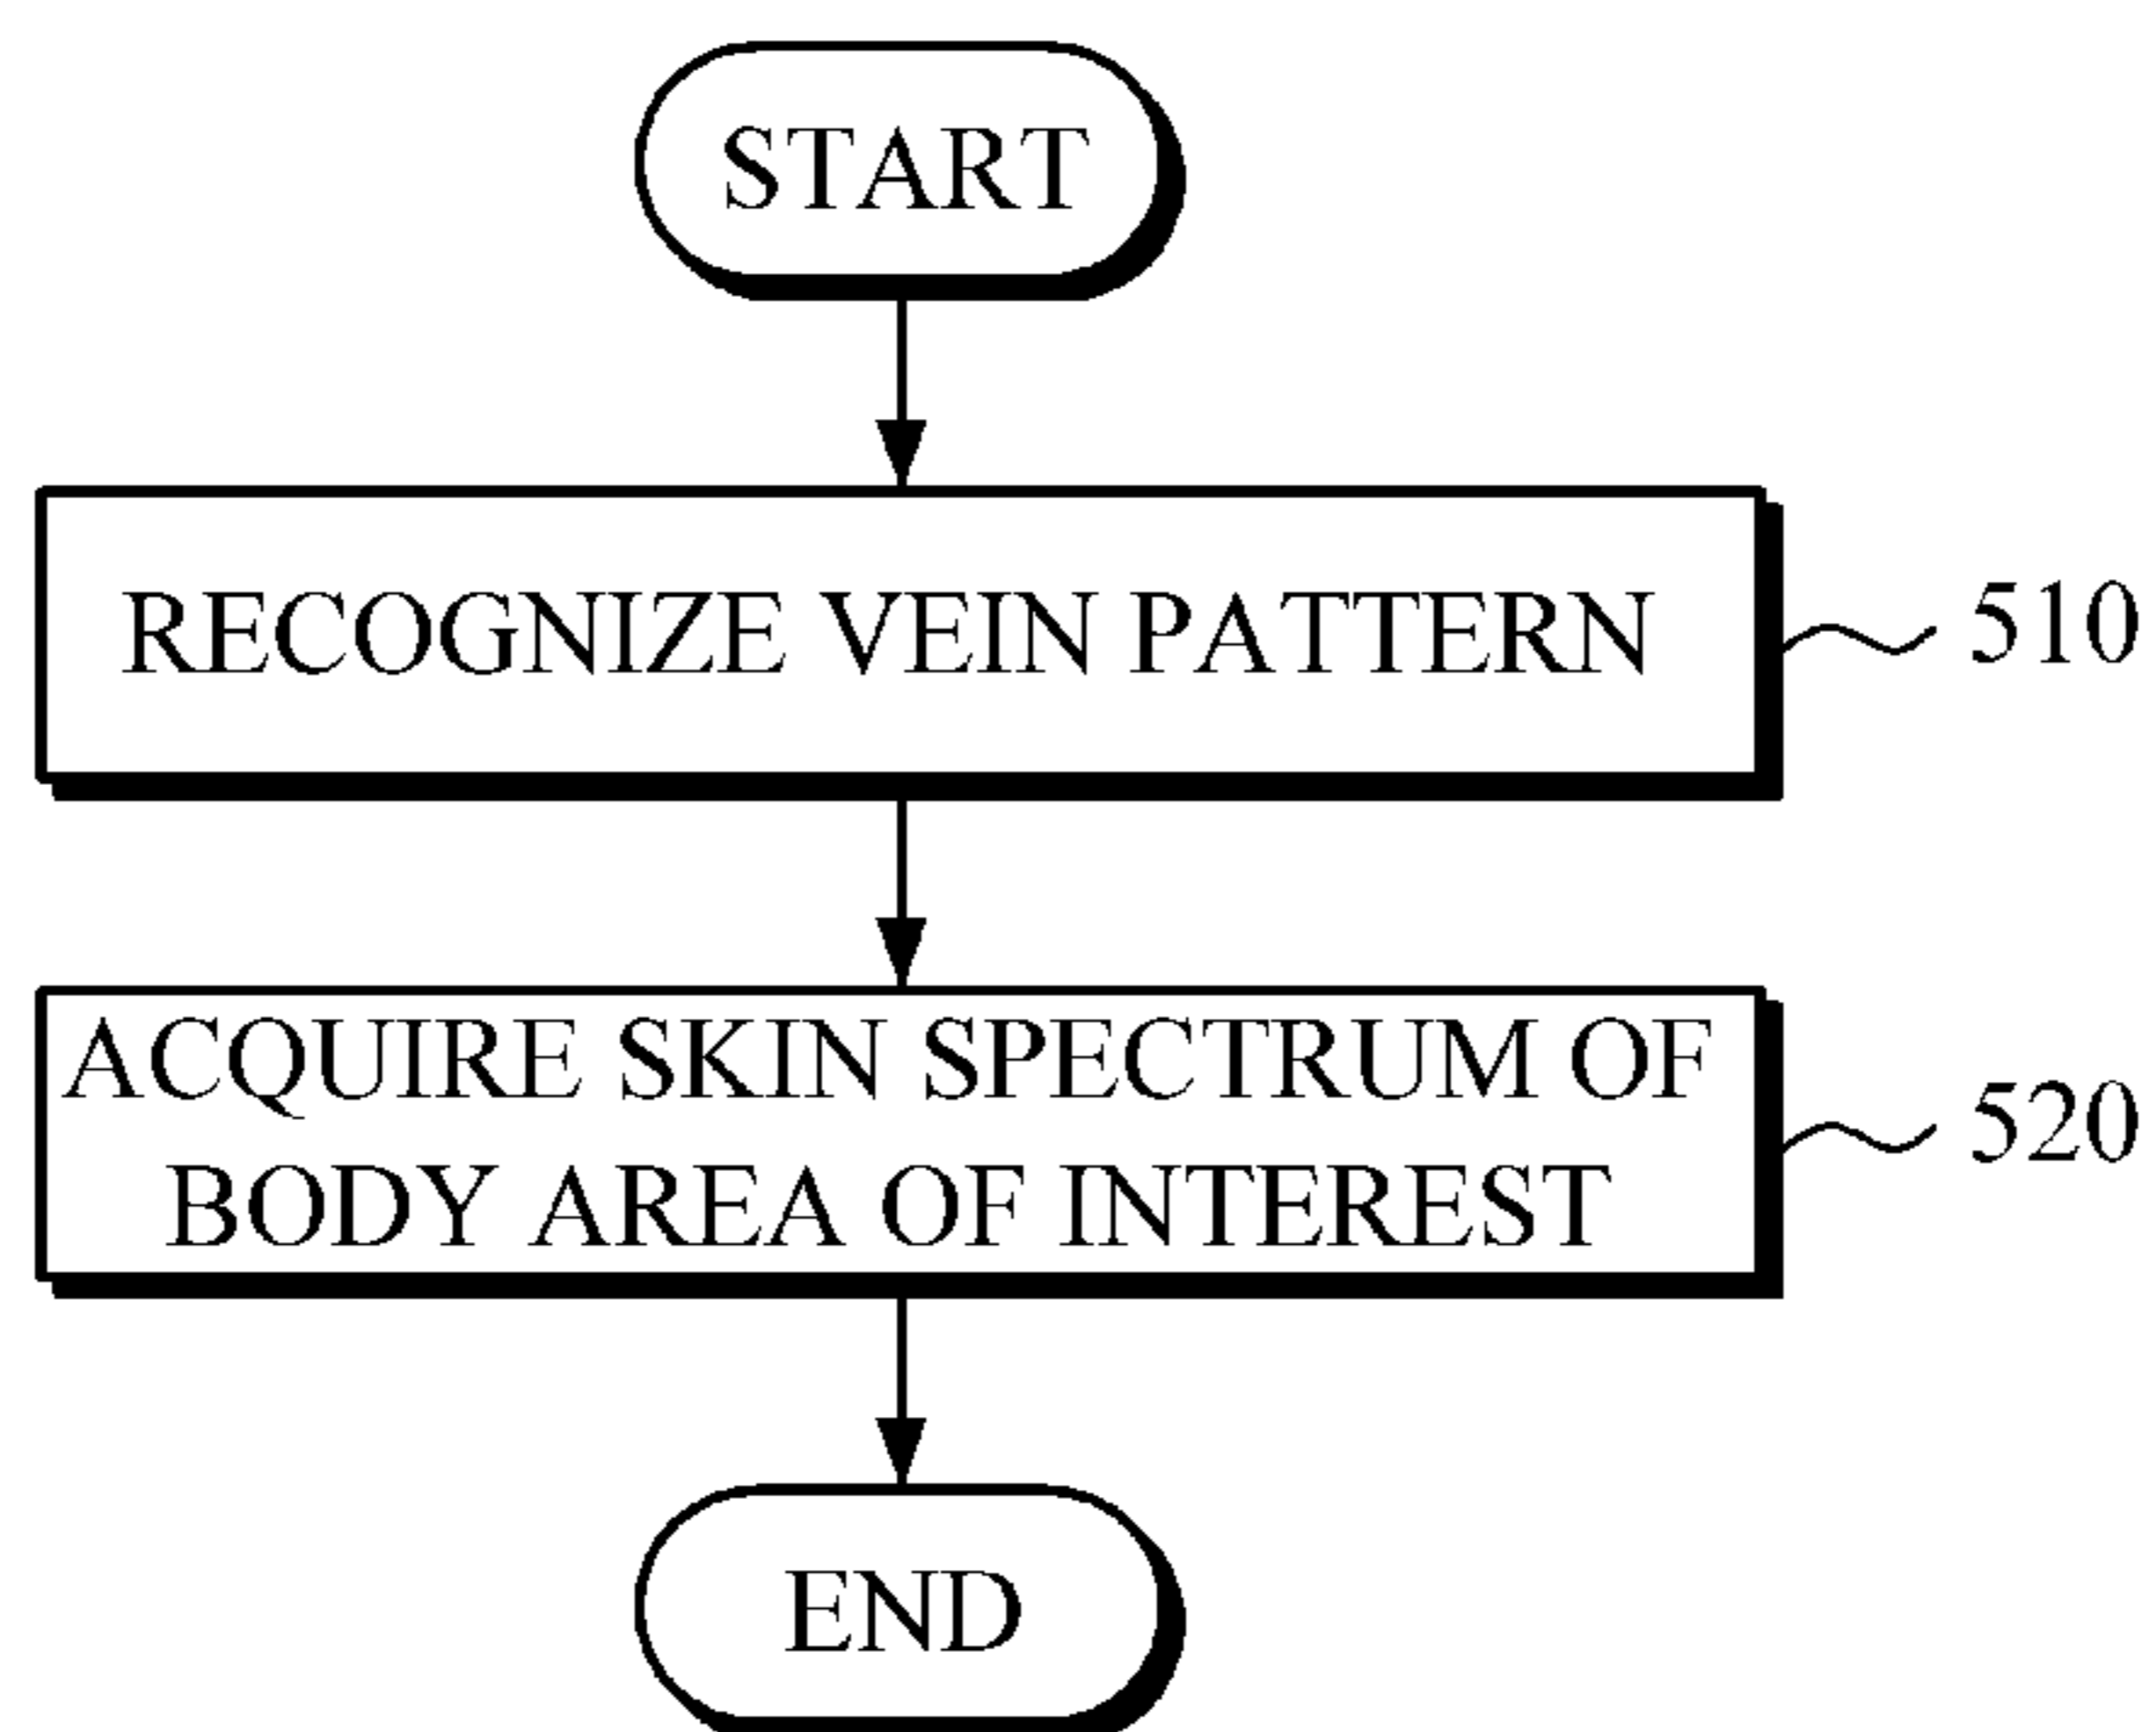 START
RECOGNIZE VEIN PATTERN
510
ACQUIRE SKIN SPECTRUM OF
BODY AREA OF INTEREST
520
END